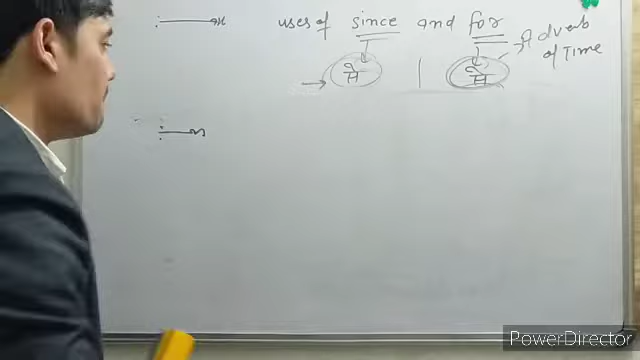 uses of since and for
Adverb
of Time
से से
PowerDirector